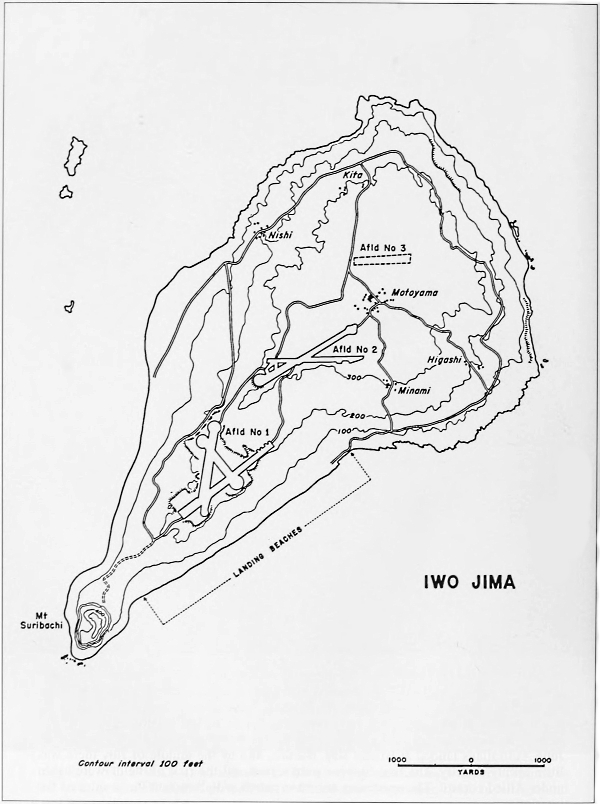 Kita
Nishi
Afld No 3
Motoyama
Afld No 2
Higashi
300
Minami
200
100
Afld No 1
LANDING BEACHES
IWO JIMA
Mt
Suribachi
Contour interval 100 feet
1000 0 1000
YARDS